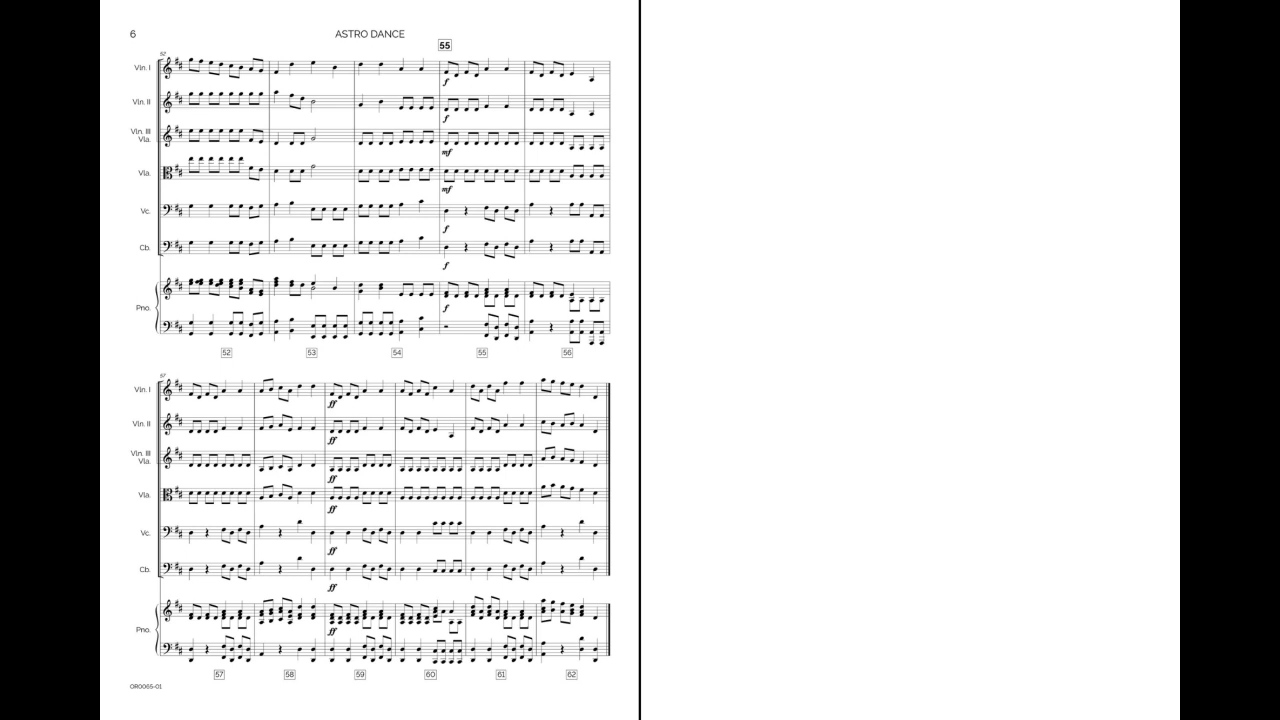 6 ASTRO DANCE
55
52
Vln. I
Vln. II
f
f
Vln. III
Vla.
mf
Vla.
mf
Vc.
f
Cb.
f
Pno.
f
52 53 54 55 56
57
Vln. I
ff
Vln. II
ff
Vln. III
Vla.
ff
Vla.
ff
Vc.
ff
Cb.
ff
Pno.
ff
57 58 59 60 61 62
OR0065-01